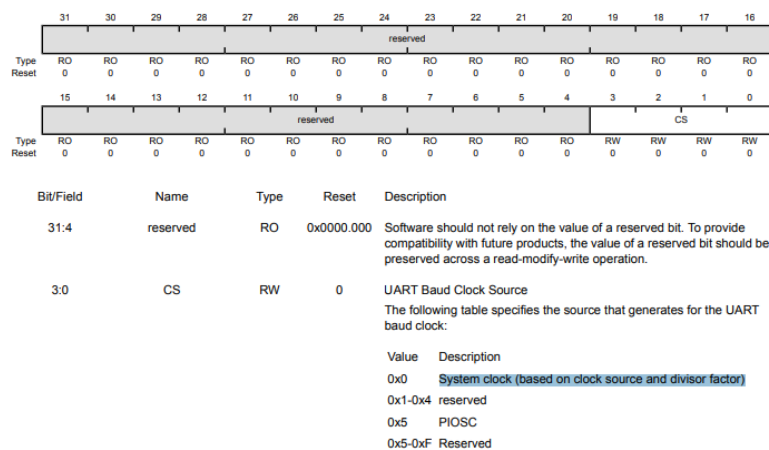 31 30 29 28 27 26 25 24 23 22 21 20 19 18 17 16
reserved
Type RO RO RO RO RO RO RO RO RO RO RO RO RO RO RO RO
Reset 0 0 0 0 0 0 0 0 0 0 0 0 0 0 0 0
15 14 13 12 11 10 9 8 7 6 5 4 3 2 1 0
reserved CS
Type RO RO RO RO RO RO RO RO RO RO RO RO RW RW RW RW
Reset 0 0 0 0 0 0 0 0 0 0 0 0 0 0 0 0
Bit/Field Name Type Reset Description
31:4 reserved RO 0x0000.000 Software should not rely on the value of a reserved bit. To provide
compatibility with future products, the value of a reserved bit should be
preserved across a read-modify-write operation.
3:0 CS RW 0 UART Baud Clock Source
The following table specifies the source that generates for the UART
baud clock:
Value Description
0x0 System clock (based on clock source and divisor factor)
0x1-0x4 reserved
0x5 PIOSC
0x5-0xF Reserved